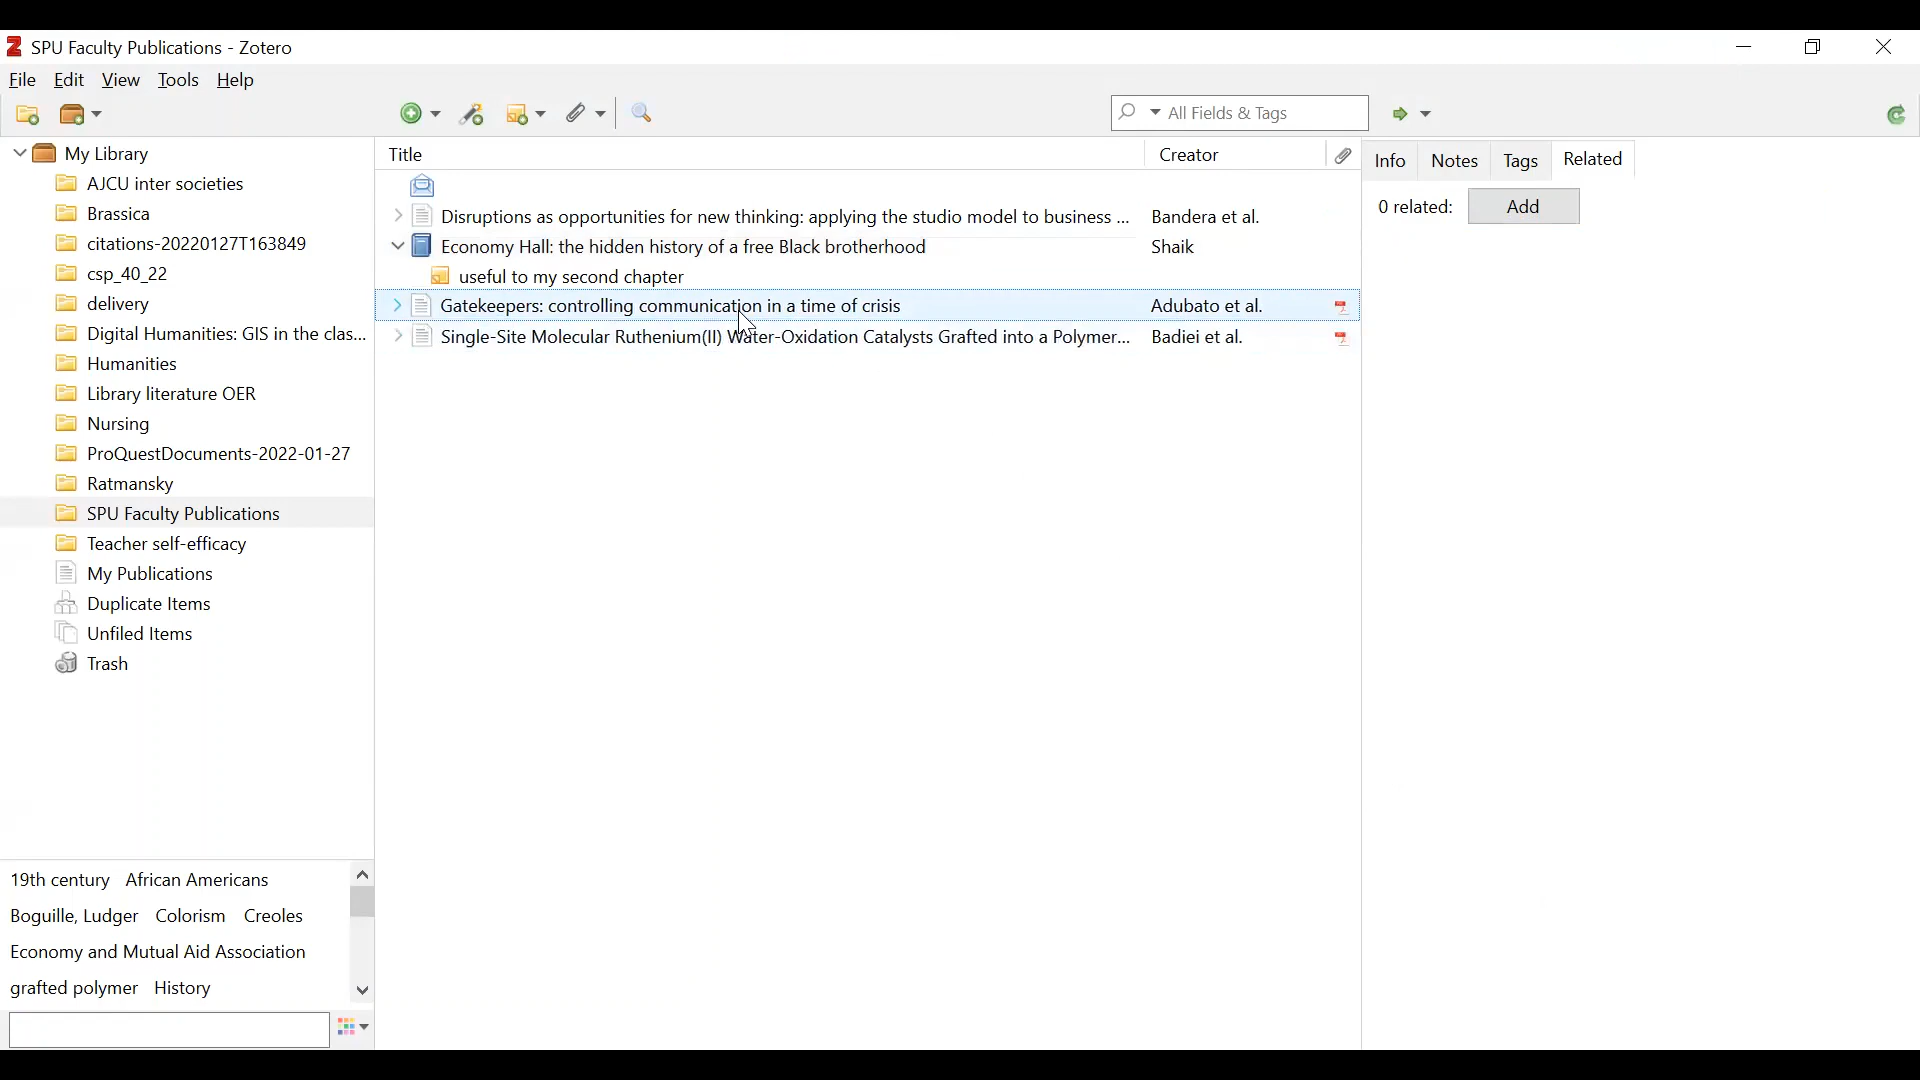 SPU Faculty Publications - Zotero
File Edit View Tools Help
All Fields & Tags
My Library
AJCU inter societies
Brassica
citations-20220127T163849
csp_40_22
delivery
Digital Humanities: GIS in the clas...
Humanities
Library literature OER
Nursing
ProQuestDocuments-2022-01-27
Ratmansky
SPU Faculty Publications
Teacher self-efficacy
My Publications
Duplicate Items
Unfiled Items
Trash
19th century African Americans
Boguille, Ludger Colorism Creoles
Economy and Mutual Aid Association
grafted polymer History
Title Creator
Disruptions as opportunities for new thinking: applying the studio model to business ... Bandera et al.
Economy Hall: the hidden history of a free Black brotherhood Shaik
useful to my second chapter
Gatekeepers: controlling communication in a time of crisis Adubato et al.
Single-Site Molecular Ruthenium(II) Water-Oxidation Catalysts Grafted into a Polymer... Badiei et al.
Info Notes Tags Related
0 related: Add